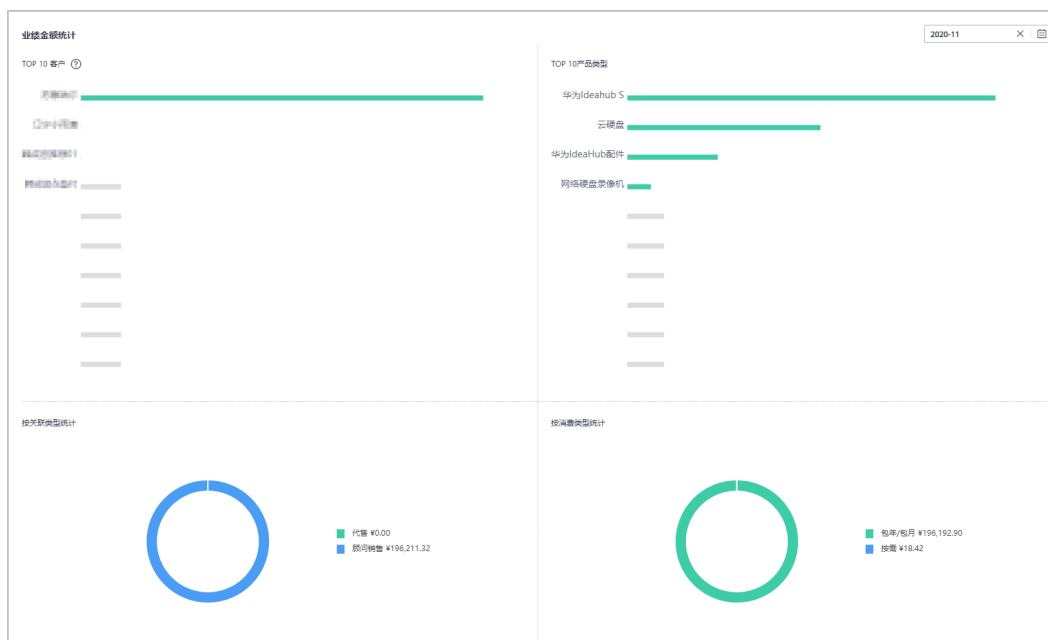 业绩金额统计
2020-11
TOP 10 客户
TOP 10产品类型
华为Ideahub S
云硬盘
华为IdeaHub配件
网络硬盘录像机
按关联类型统计
按消费类型统计
代售 ¥0.00
顾问销售 ¥196,211.32
包年/包月 ¥196,192.90
按需 ¥18.42